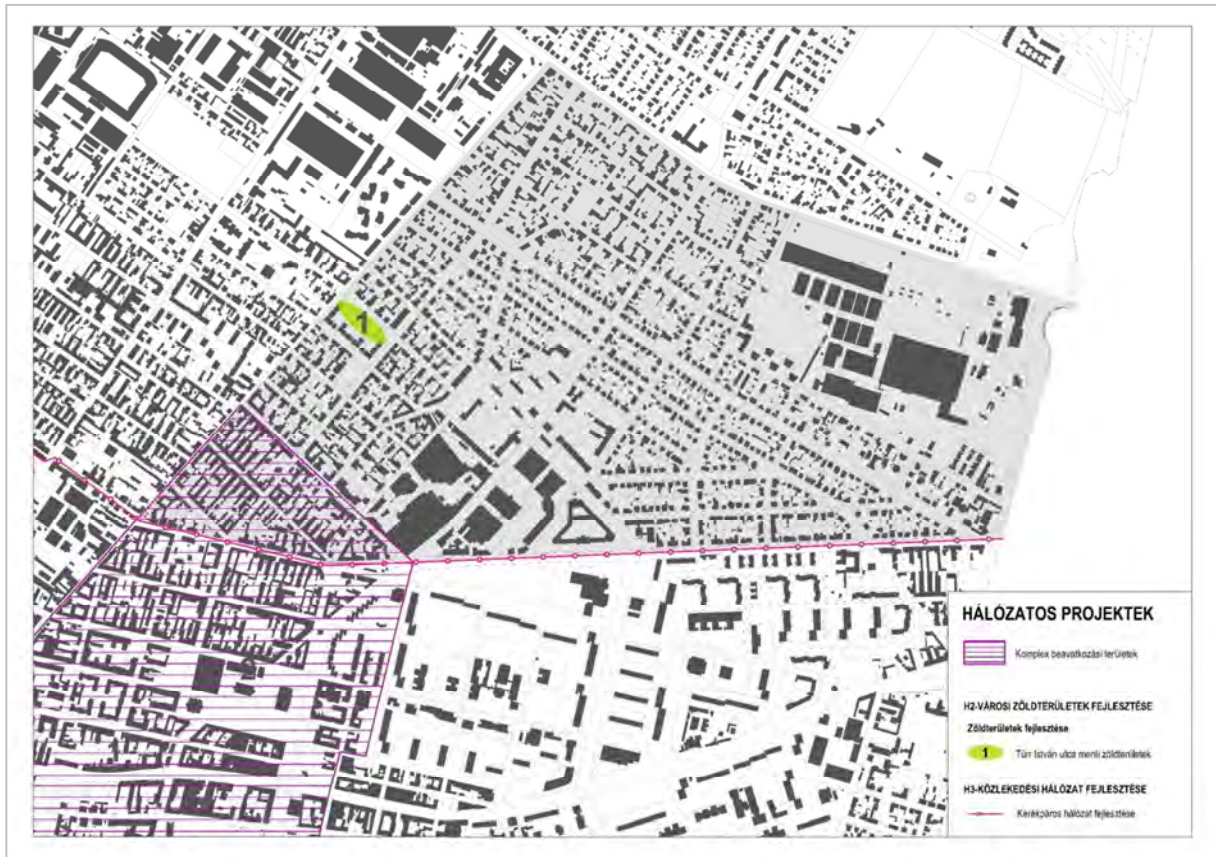 1
HÁLÓZATOS PROJEKTEK
Komplex beavatkozási területek
H2-VÁROSI ZÖLDTERÜLETEK FEJLESZTÉSE
Zöldterületek fejlesztése
1 Türr István utca menti zöldterületek
H3-KÖZLEKEDÉSI HÁLÓZAT FEJLESZTÉSE
Kerékpáros hálózat fejlesztése